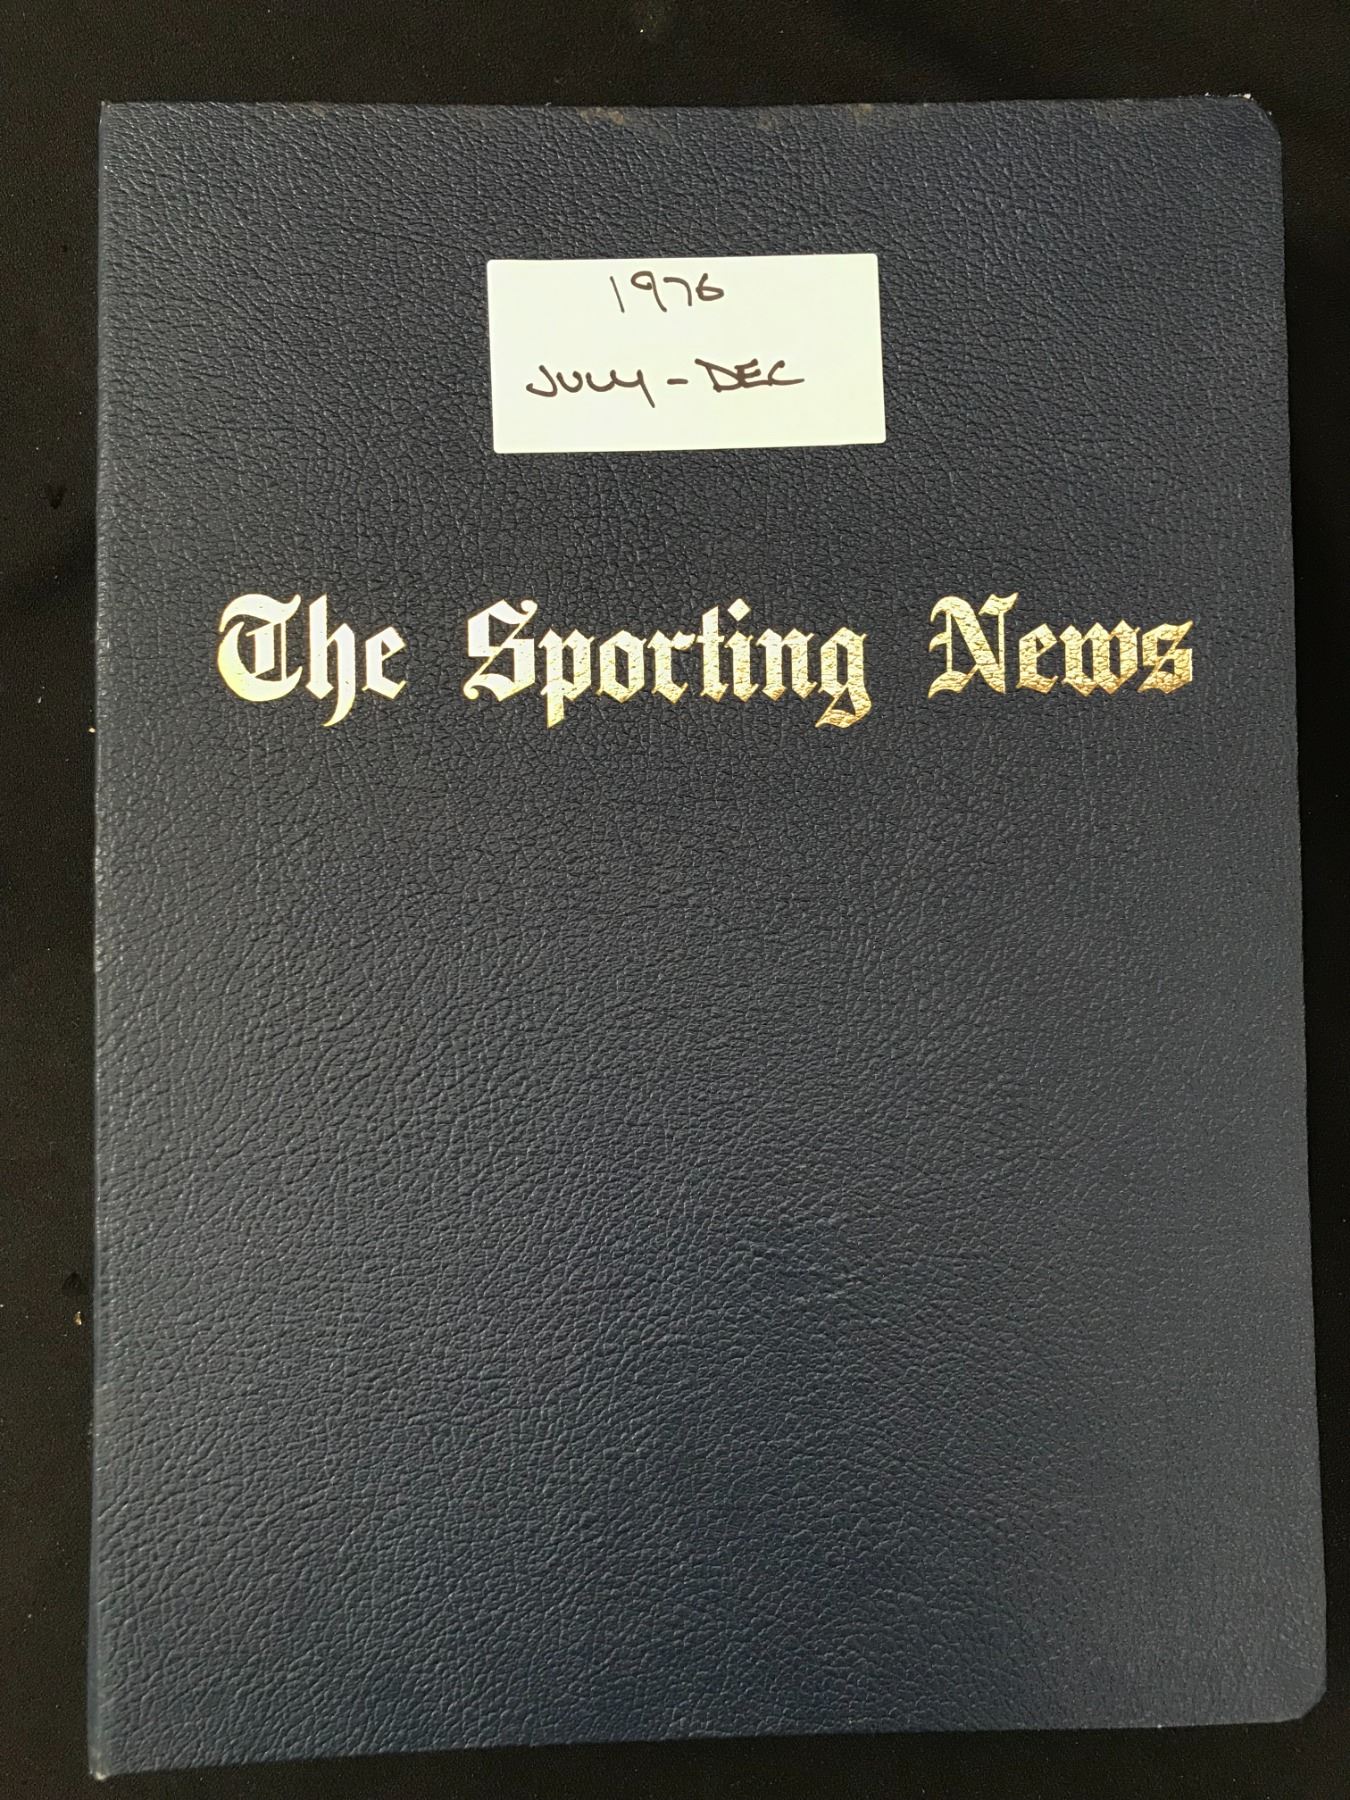 1976
JULY - DEC
The Sporting News